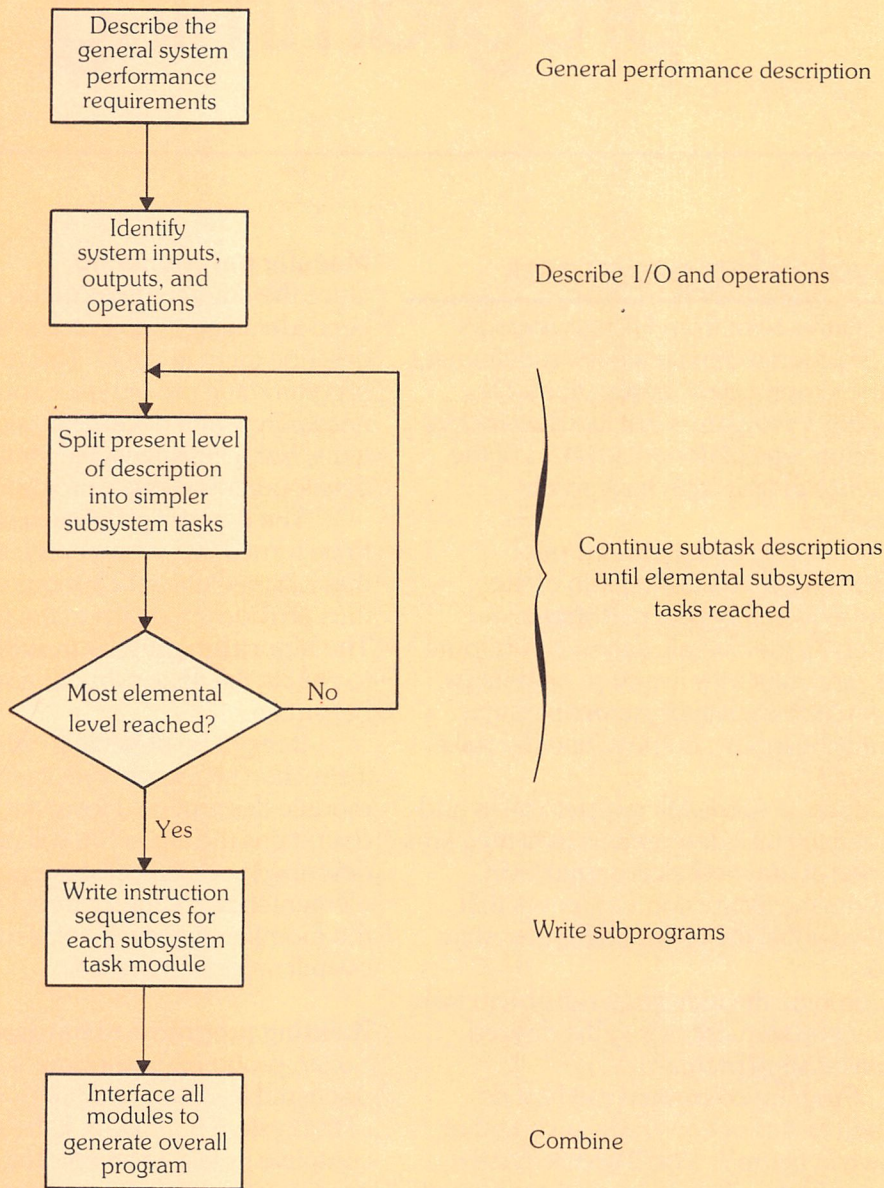 Describe the
general system
performance
requirements
General performance description
Identify
system inputs,
outputs, and
operations
Describe I/O and operations
Split present level
of description
into simpler
subsystem tasks
Continue subtask descriptions
until elemental subsystem
tasks reached
Most elemental
level reached?
No
Yes
Write instruction
sequences for
each subsystem
task module
Write subprograms
Interface all
modules to
generate overall
program
Combine